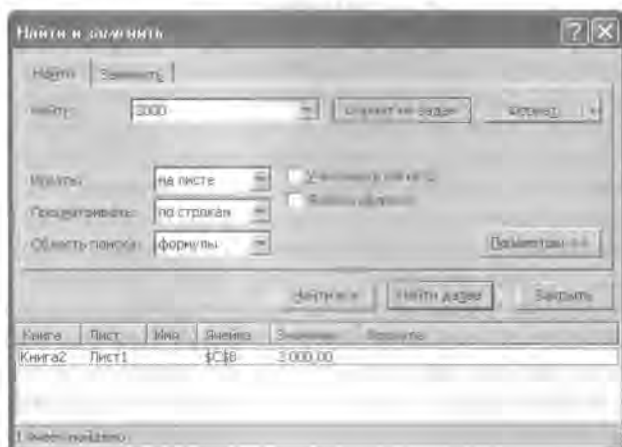 Найти и заменить
Найти Заменить
Найти: 3000 Формат не задан Формат
Искать: на листе Учитывать регистр
Просматривать: по строкам Ячейка целиком
Область поиска: формулы Параметры <<
Найти все Найти далее Закрыть
Книга Лист Имя Ячейка Значение Формула
Книга2 Лист1 $C$8 3 000,00